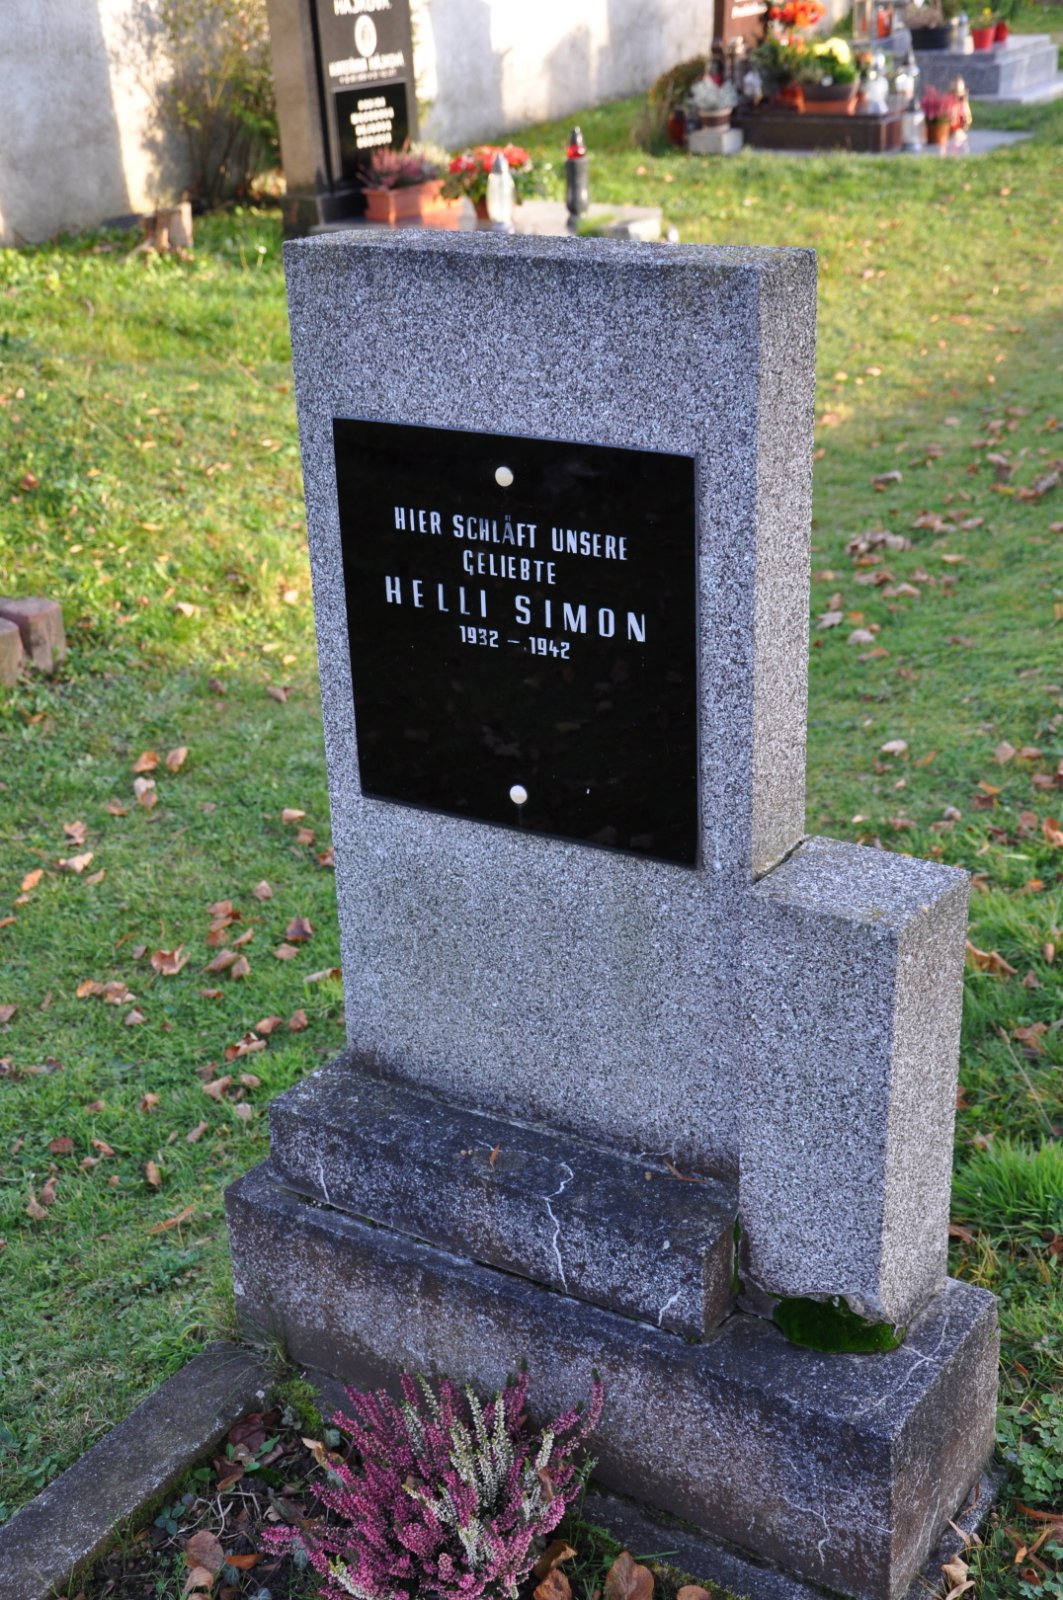 HIER SCHLÄFT UNSERE
GELIEBTE
HELLI SIMON
1932 – 1942